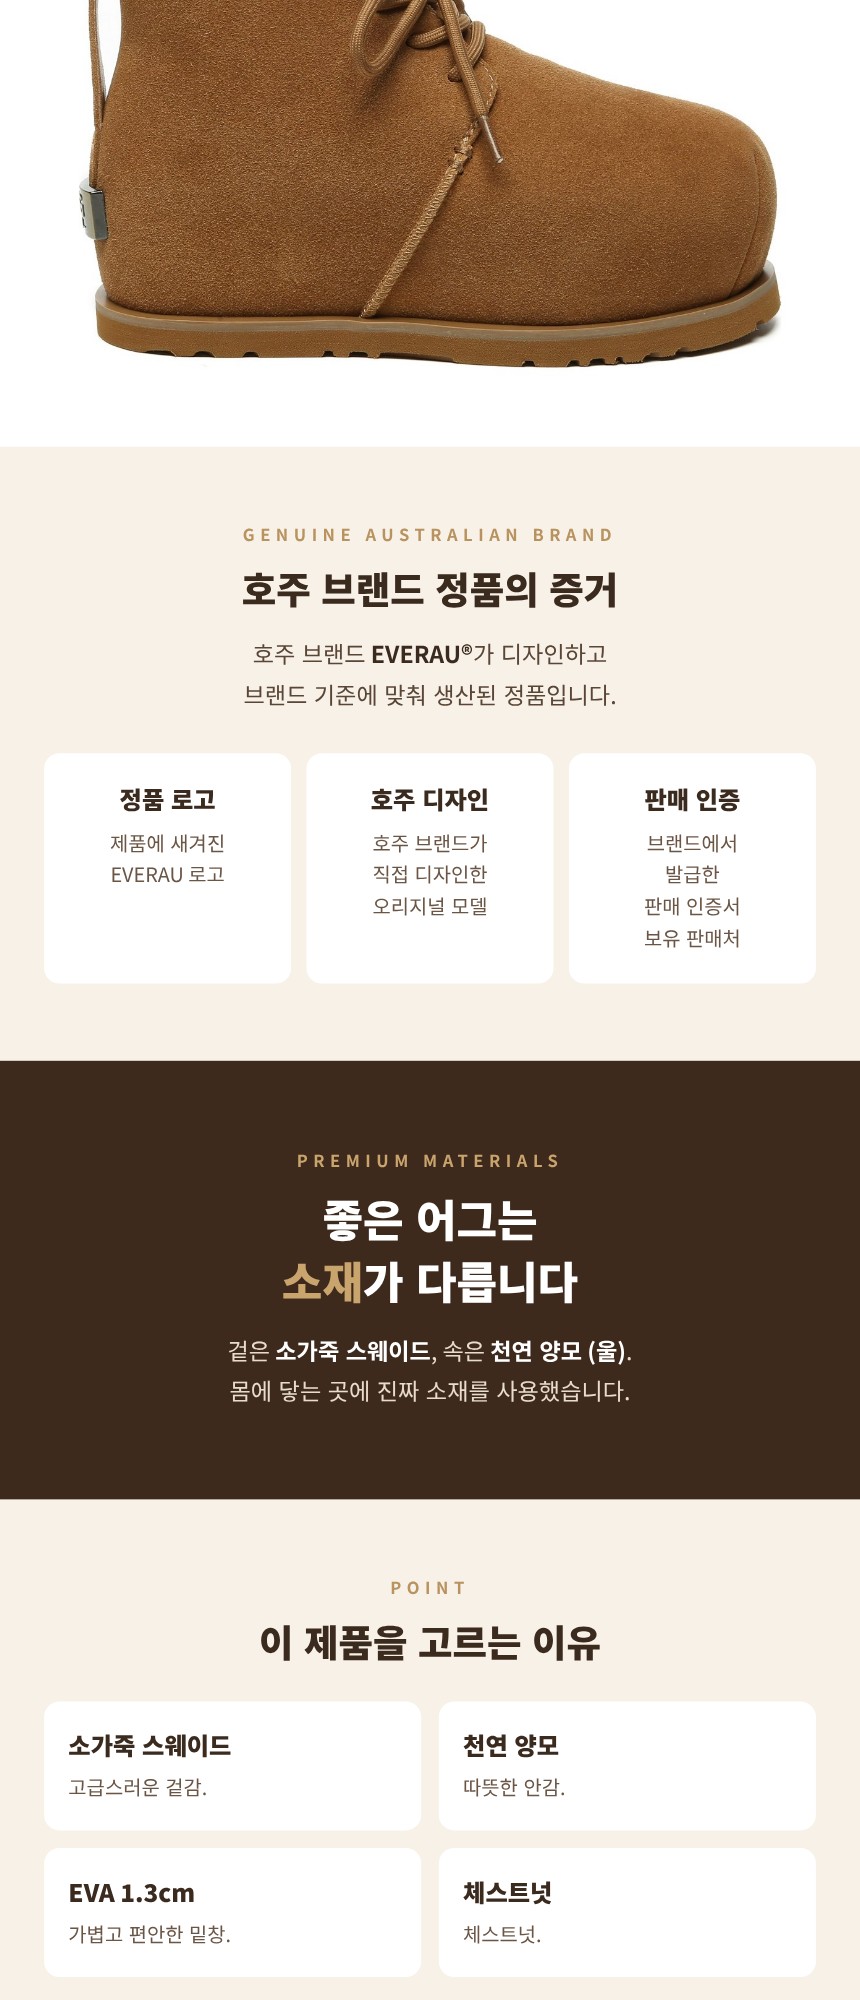 GENUINE AUSTRALIAN BRAND
호주 브랜드 정품의 증거
호주 브랜드 EVERAU®가 디자인하고
브랜드 기준에 맞춰 생산된 정품입니다.
정품 로고
제품에 새겨진
EVERAU 로고
호주 디자인
호주 브랜드가
직접 디자인한
오리지널 모델
판매 인증
브랜드에서
발급한
판매 인증서
보유 판매처
PREMIUM MATERIALS
좋은 어그는
소재가 다릅니다
겉은 소가죽 스웨이드, 속은 천연 양모 (울).
몸에 닿는 곳에 진짜 소재를 사용했습니다.
POINT
이 제품을 고르는 이유
소가죽 스웨이드
고급스러운 겉감.
천연 양모
따뜻한 안감.
EVA 1.3cm
가볍고 편안한 밑창.
체스트넛
체스트넛.